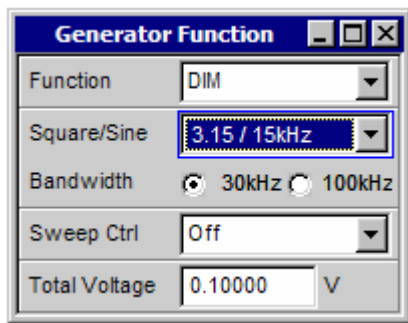 Generator Function
Function DIM
Square/Sine 3.15 / 15kHz
Bandwidth 30kHz 100kHz
Sweep Ctrl Off
Total Voltage 0.10000 V